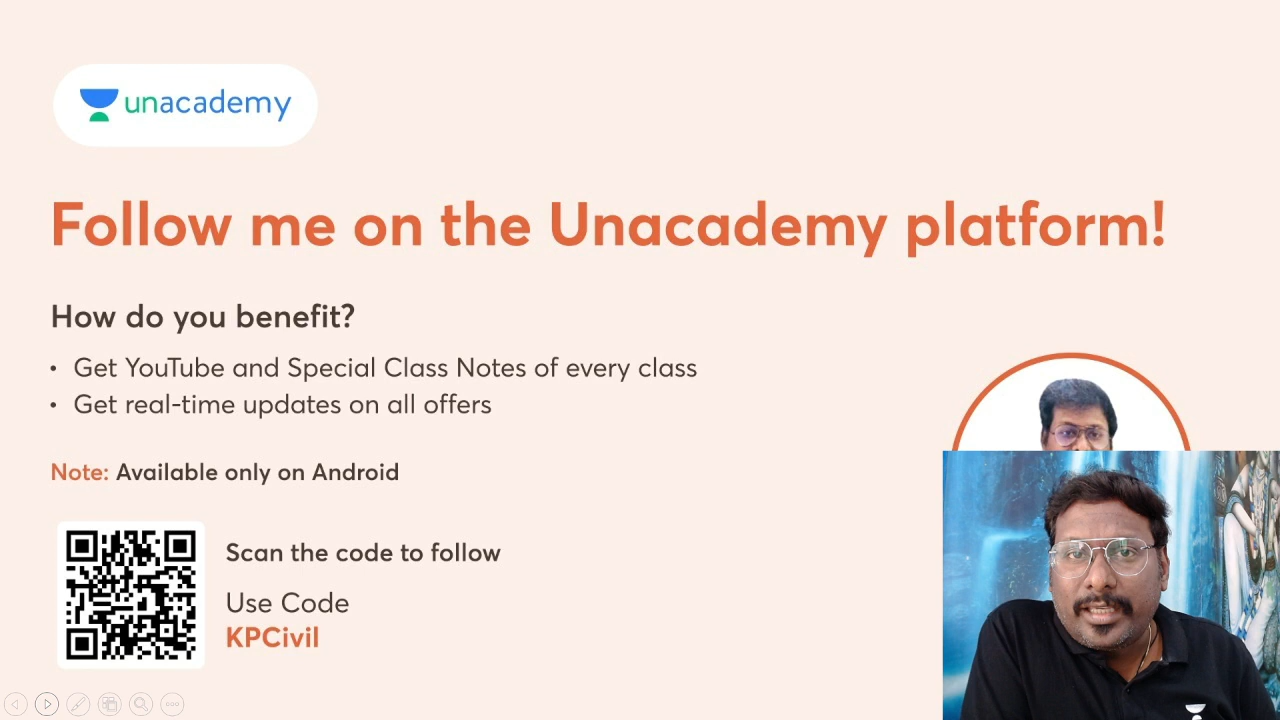 unacademy
Follow me on the Unacademy platform!
How do you benefit?
• Get YouTube and Special Class Notes of every class
• Get real-time updates on all offers
Note: Available only on Android
Scan the code to follow
Use Code
KPCivil